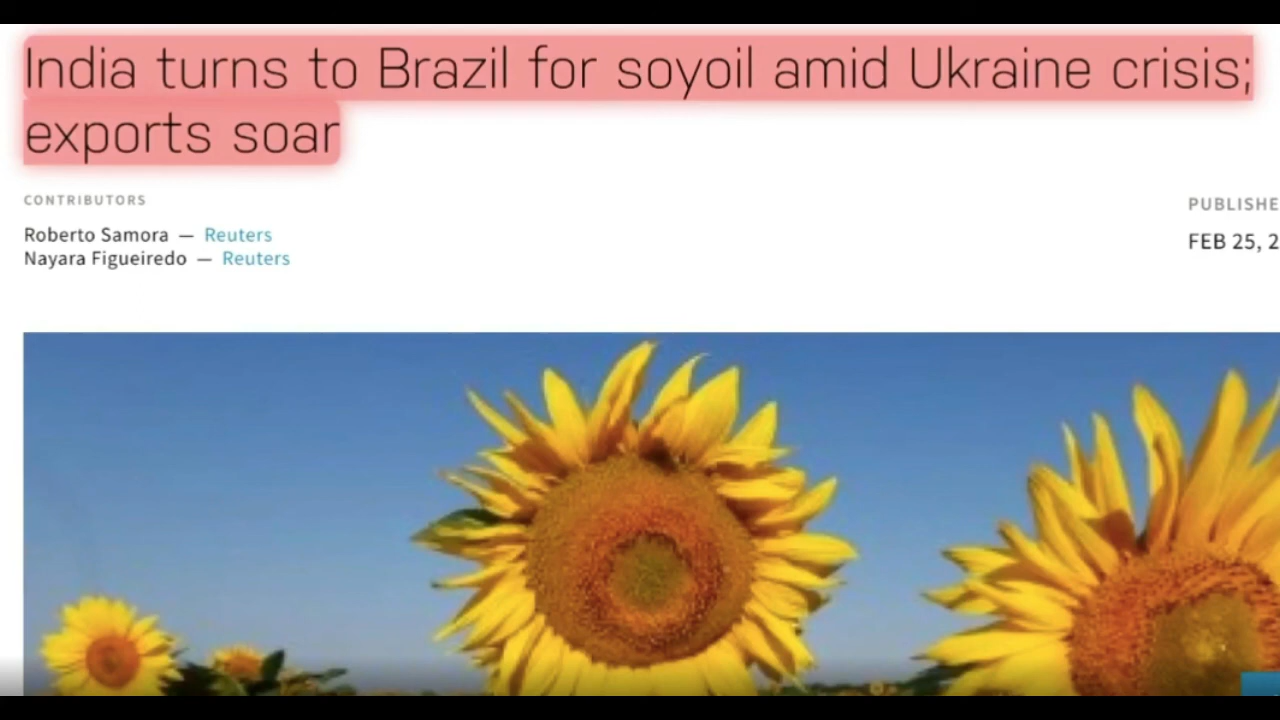 India turns to Brazil for soyoil amid Ukraine crisis;
exports soar
CONTRIBUTORS
Roberto Samora — Reuters
Nayara Figueiredo — Reuters
PUBLISHE
FEB 25, 2